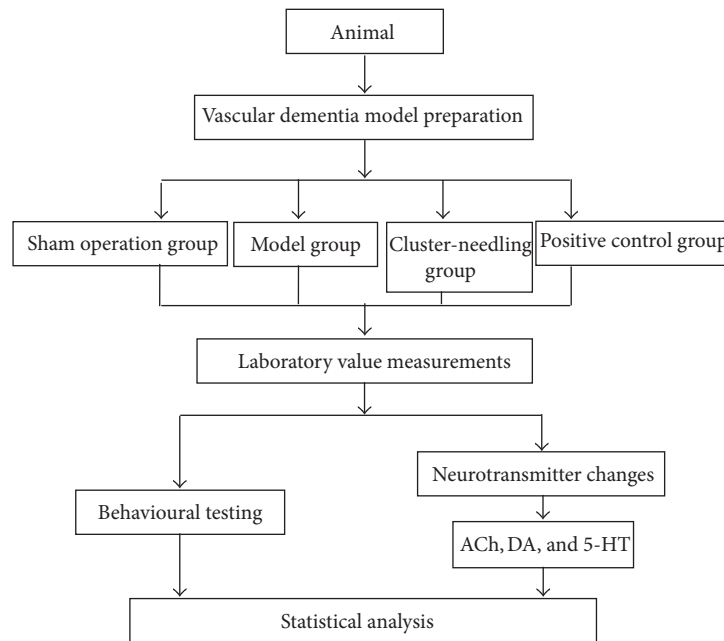 Animal
Vascular dementia model preparation
Sham operation group
Model group
Cluster-needling
group
Positive control group
Laboratory value measurements
Neurotransmitter changes
Behavioural testing
ACh, DA, and 5-HT
Statistical analysis